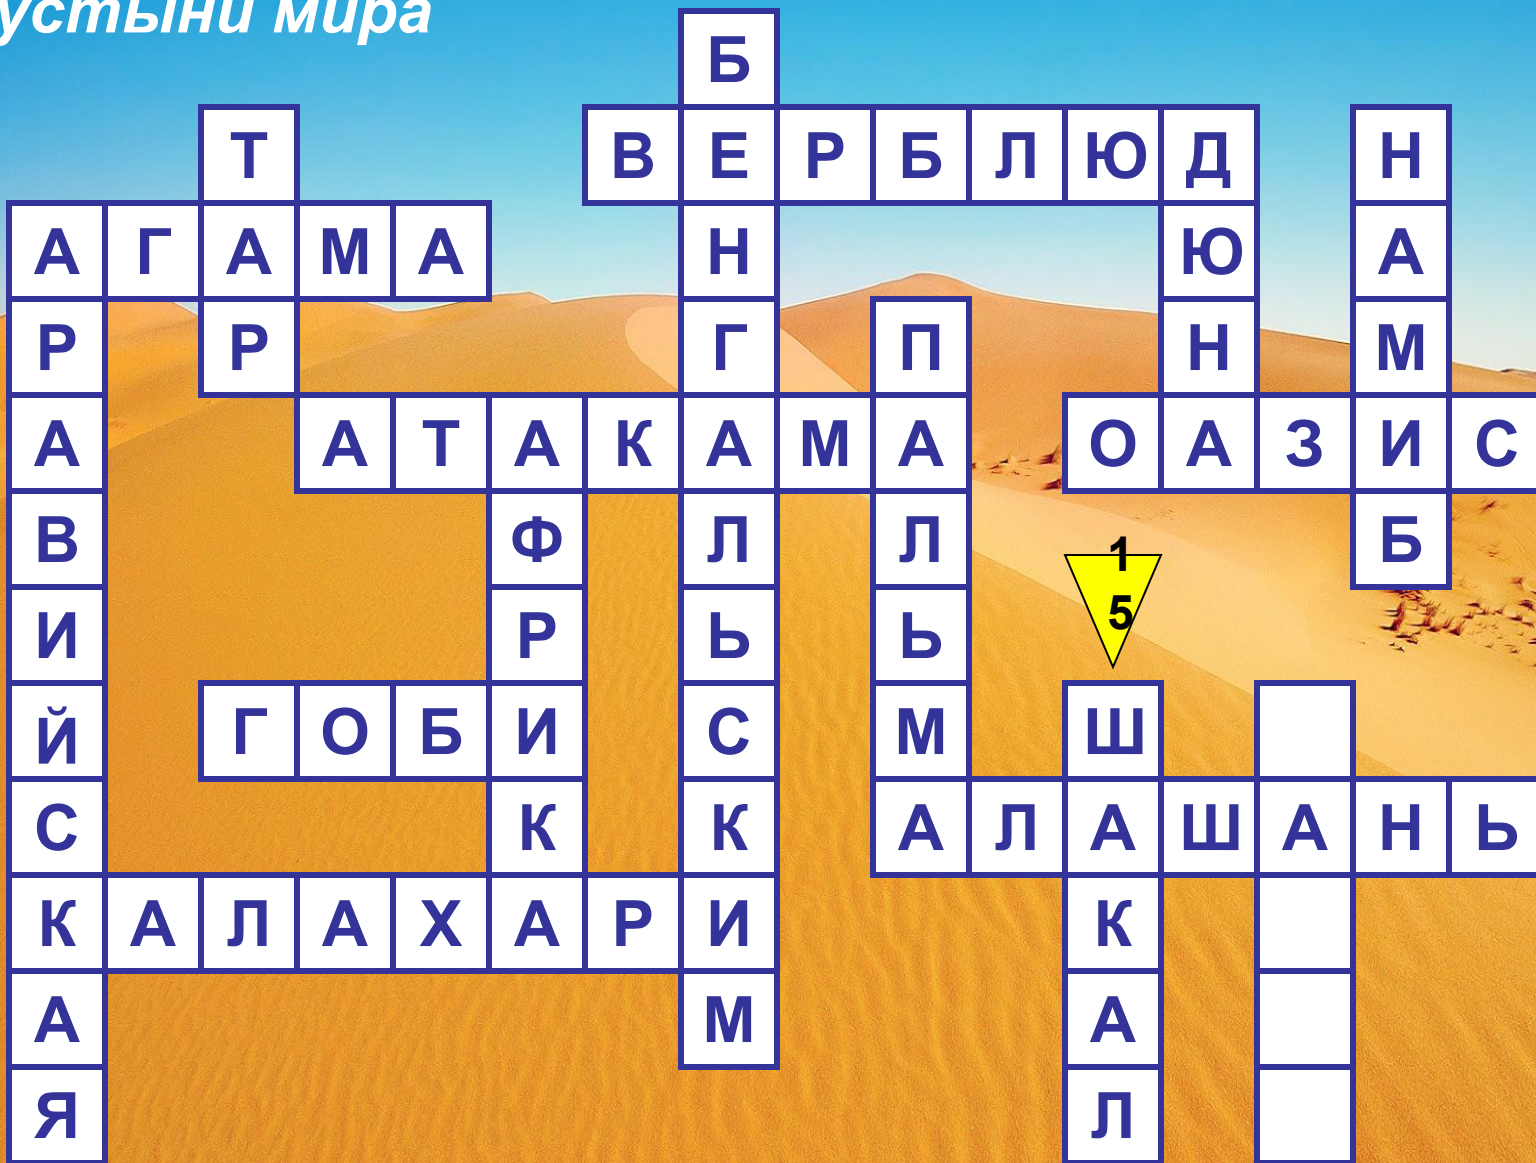 устыни мира
Б
Т ВЕРБЛЮД Н
АГАМА Н Ю А
Р Р Г П Н М
А АТАКАМА ОАЗИС
В Ф Л Л Б
1
5
И Р Ь Ь
Й ГОБИ С М Ш
С К К АЛАШАНЬ
КАЛАХАРИ К
А М А
Я Л